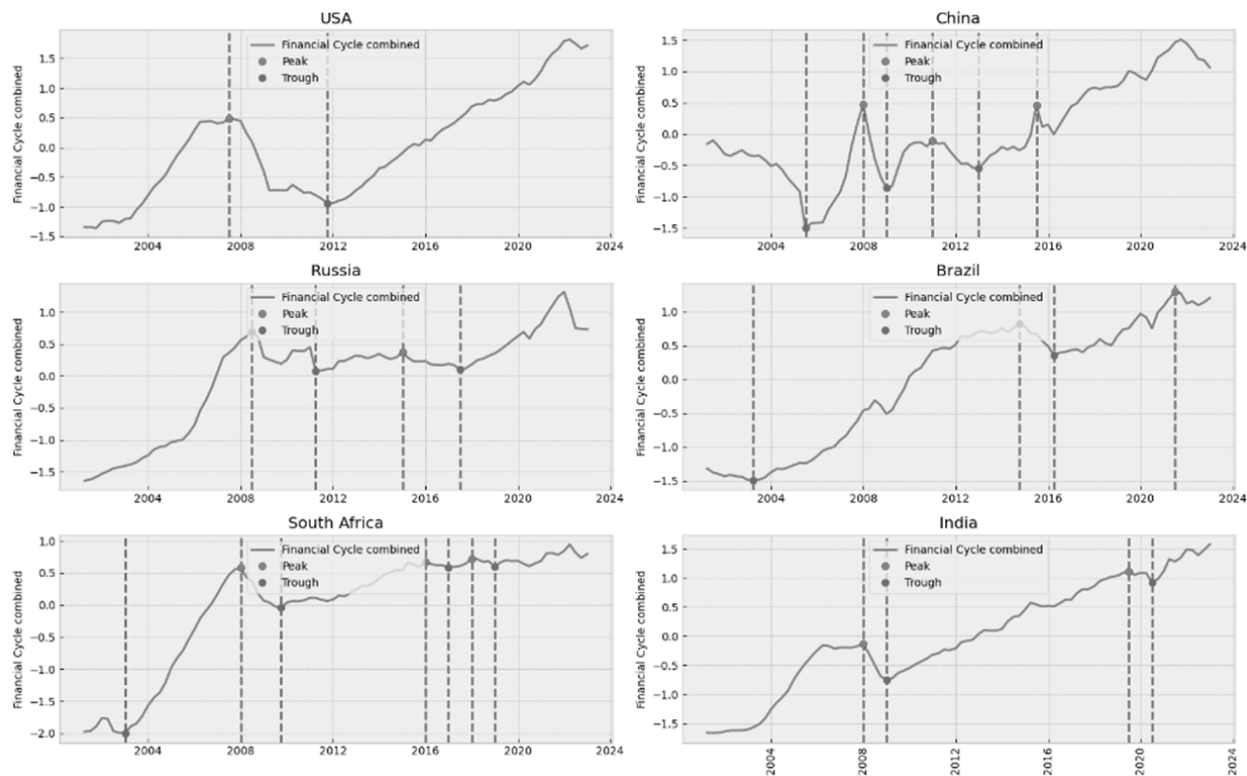 USA
Financial Cycle combined
Financial Cycle combined
Peak
Trough
1.5
1.0
0.5
0.0
−0.5
−1.0
−1.5
2004 2008 2012 2016 2020 2024
China
Financial Cycle combined
Financial Cycle combined
Peak
Trough
1.5
1.0
0.5
0.0
−0.5
−1.0
−1.5
2004 2008 2012 2016 2020 2024
Russia
Financial Cycle combined
Financial Cycle combined
Peak
Trough
1.0
0.5
0.0
−0.5
−1.0
−1.5
2004 2008 2012 2016 2020 2024
Brazil
Financial Cycle combined
Financial Cycle combined
Peak
Trough
1.0
0.5
0.0
−0.5
−1.0
−1.5
2004 2008 2012 2016 2020 2024
South Africa
Financial Cycle combined
Financial Cycle combined
Peak
Trough
1.0
0.5
0.0
−0.5
−1.0
−1.5
−2.0
2004 2008 2012 2016 2020 2024
India
Financial Cycle combined
Financial Cycle combined
Peak
Trough
1.5
1.0
0.5
0.0
−0.5
−1.0
−1.5
2004 2008 2012 2016 2020 2024